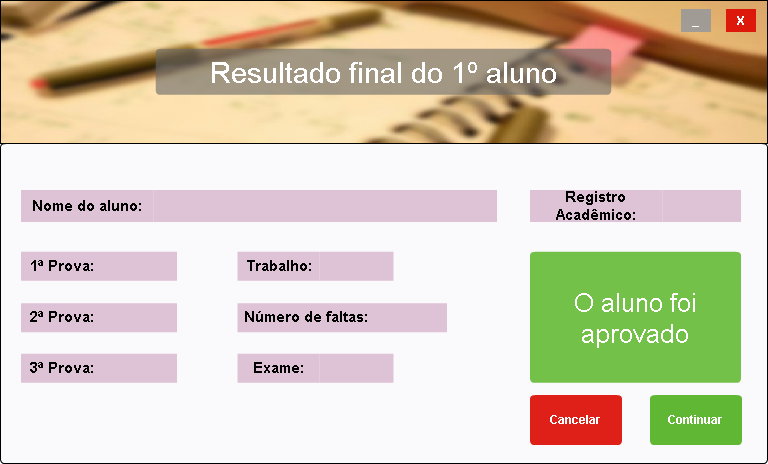 _ X
Resultado final do 1º aluno
Nome do aluno:
Registro
Acadêmico:
1ª Prova:
Trabalho:
2ª Prova:
Número de faltas:
3ª Prova:
Exame:
O aluno foi
aprovado
Cancelar
Continuar